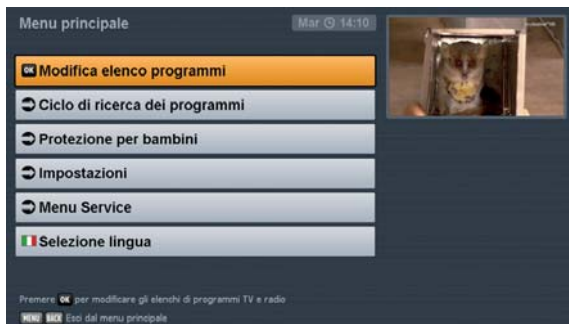 Menu principale
Mar 14:10
OK Modifica elenco programmi
Ciclo di ricerca dei programmi
Protezione per bambini
Impostazioni
Menu Service
Selezione lingua
Premere OK per modificare gli elenchi di programmi TV e radio
MENU BACK Esci dal menu principale